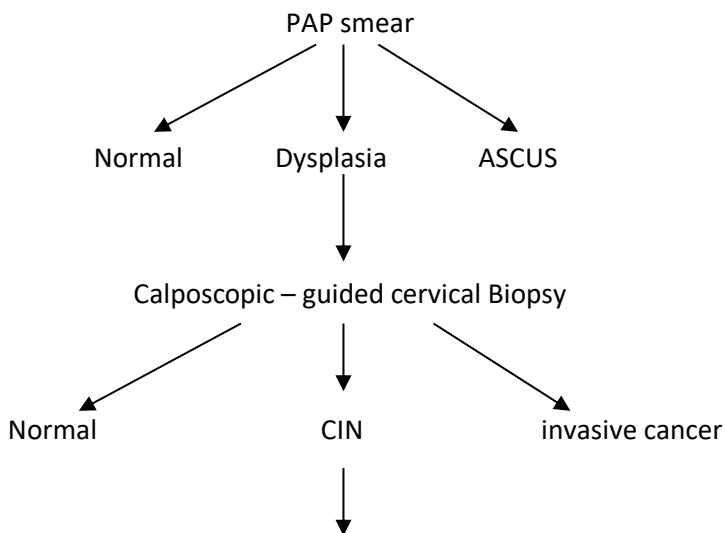 PAP smear
Normal Dysplasia ASCUS
Calposcopic – guided cervical Biopsy
Normal CIN invasive cancer